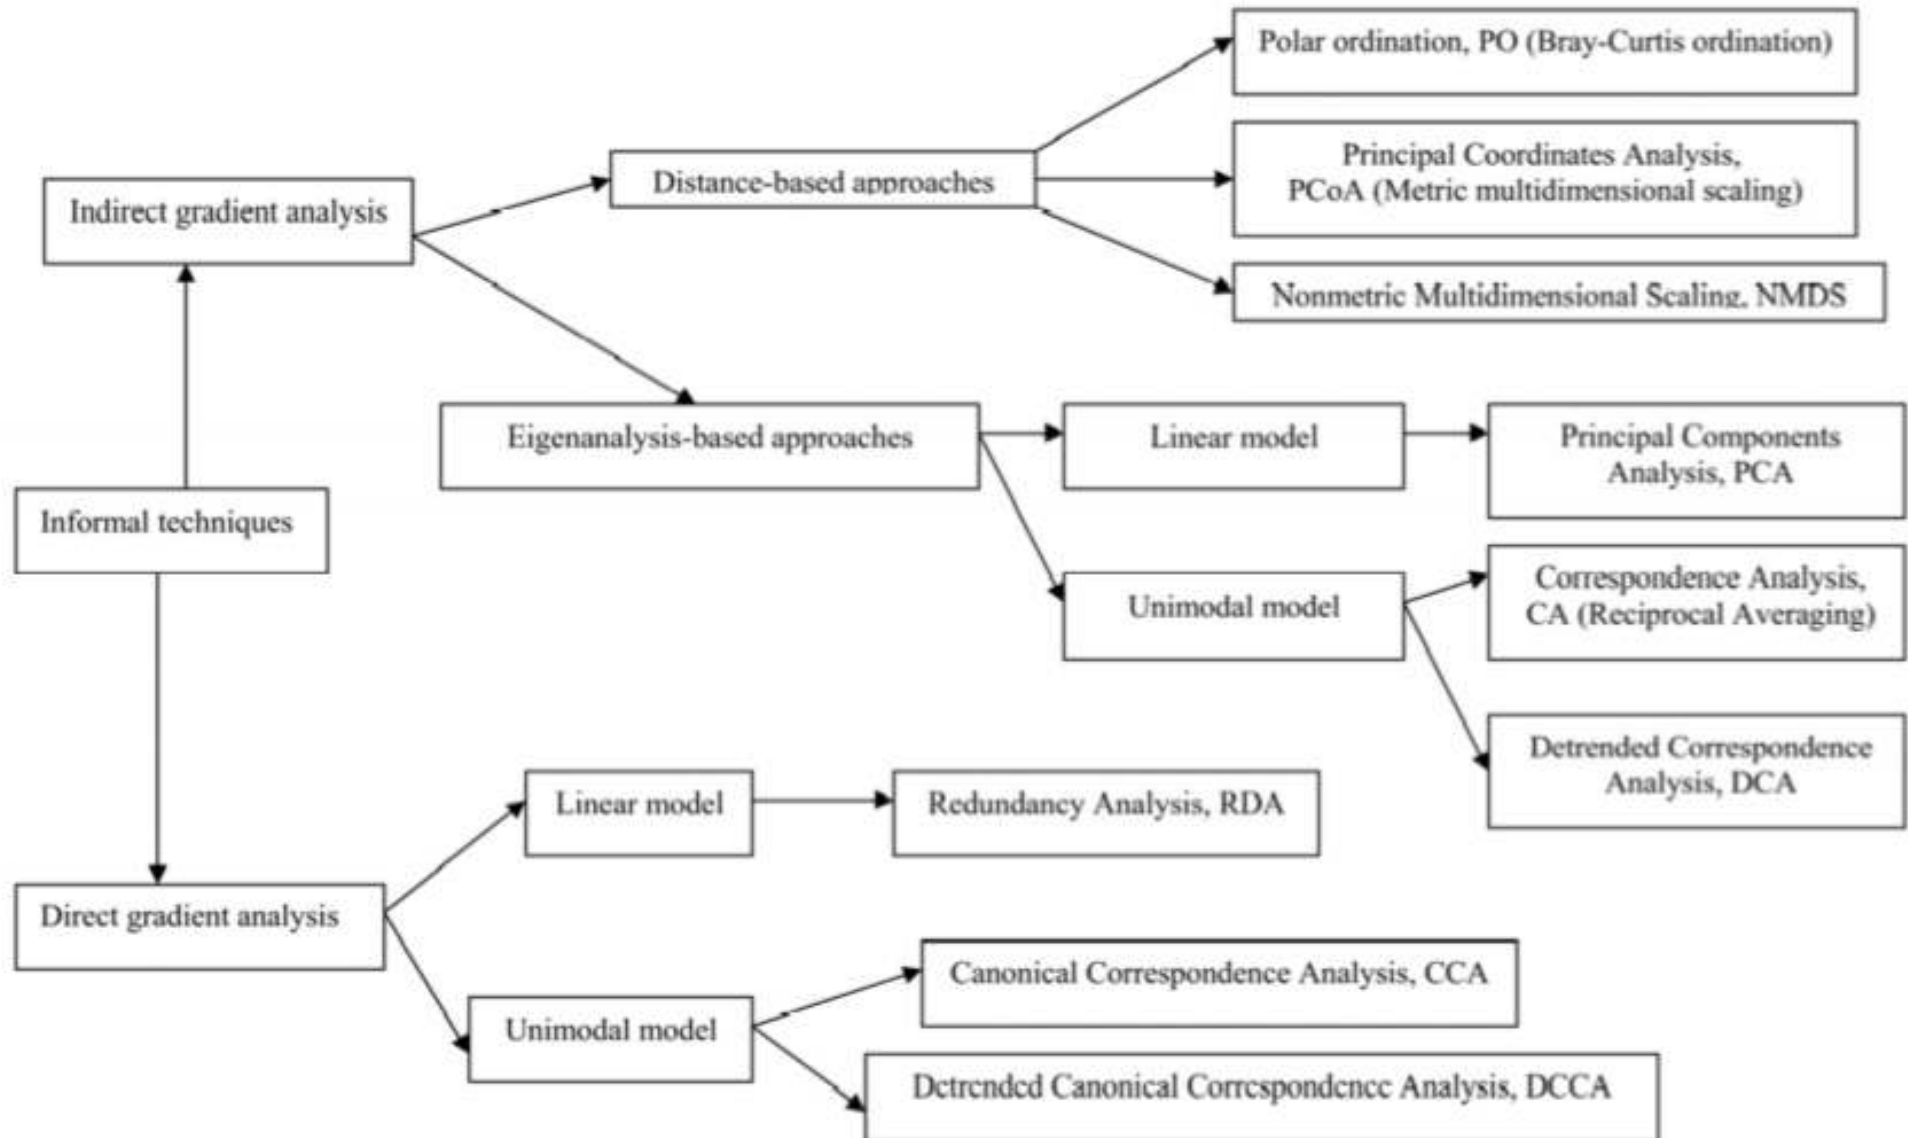 Polar ordination, PO (Bray-Curtis ordination)
Principal Coordinates Analysis,
PCoA (Metric multidimensional scaling)
Distance-based approaches
Indirect gradient analysis
Nonmetric Multidimensional Scaling, NMDS
Eigenanalysis-based approaches
Linear model
Principal Components
Analysis, PCA
Informal techniques
Unimodal model
Correspondence Analysis,
CA (Reciprocal Averaging)
Detrended Correspondence
Analysis, DCA
Linear model
Redundancy Analysis, RDA
Direct gradient analysis
Canonical Correspondence Analysis, CCA
Unimodal model
Detrended Canonical Correspondence Analysis, DCCA